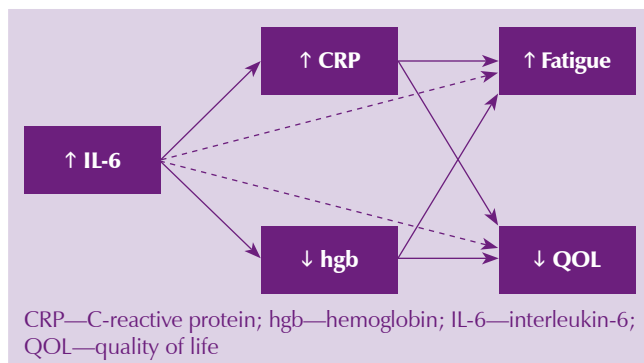 ↑ CRP
↑ Fatigue
↑ IL-6
↓ hgb
↓ QOL
CRP—C-reactive protein; hgb—hemoglobin; IL-6—interleukin-6;
QOL—quality of life